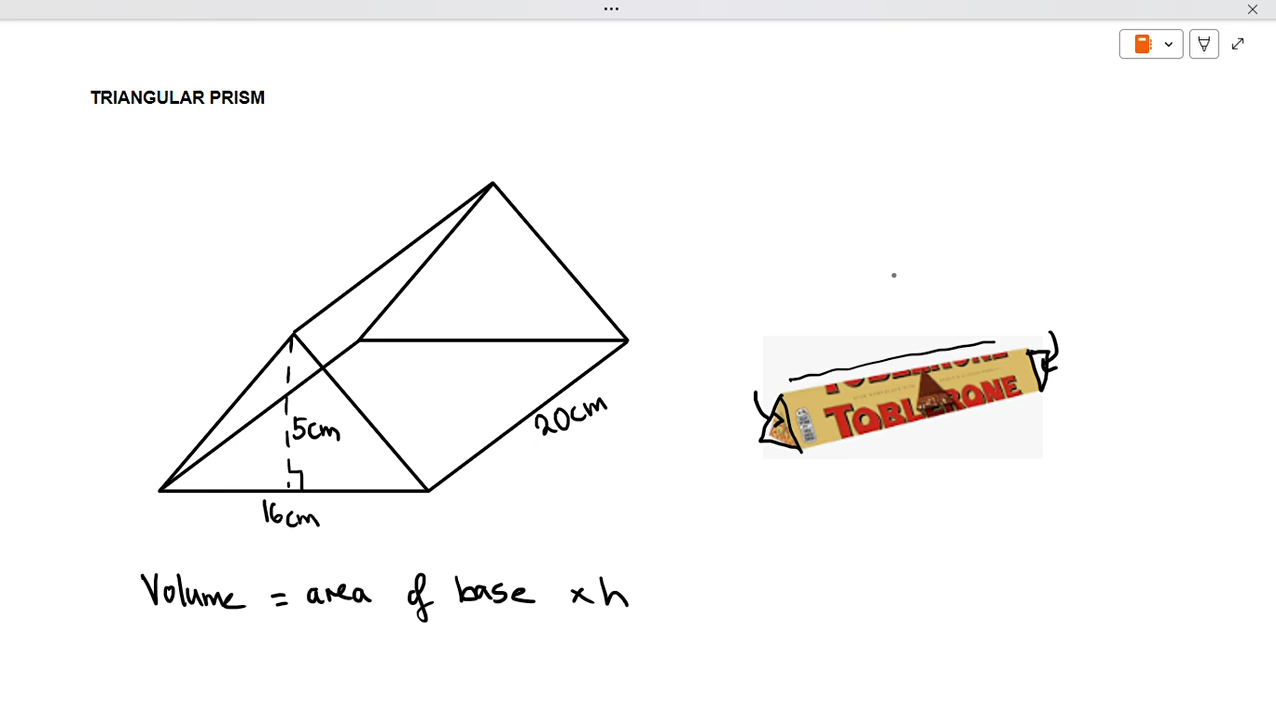 TRIANGULAR PRISM
5cm
20cm
16cm
TOBLERONE
Volume = area of base × h